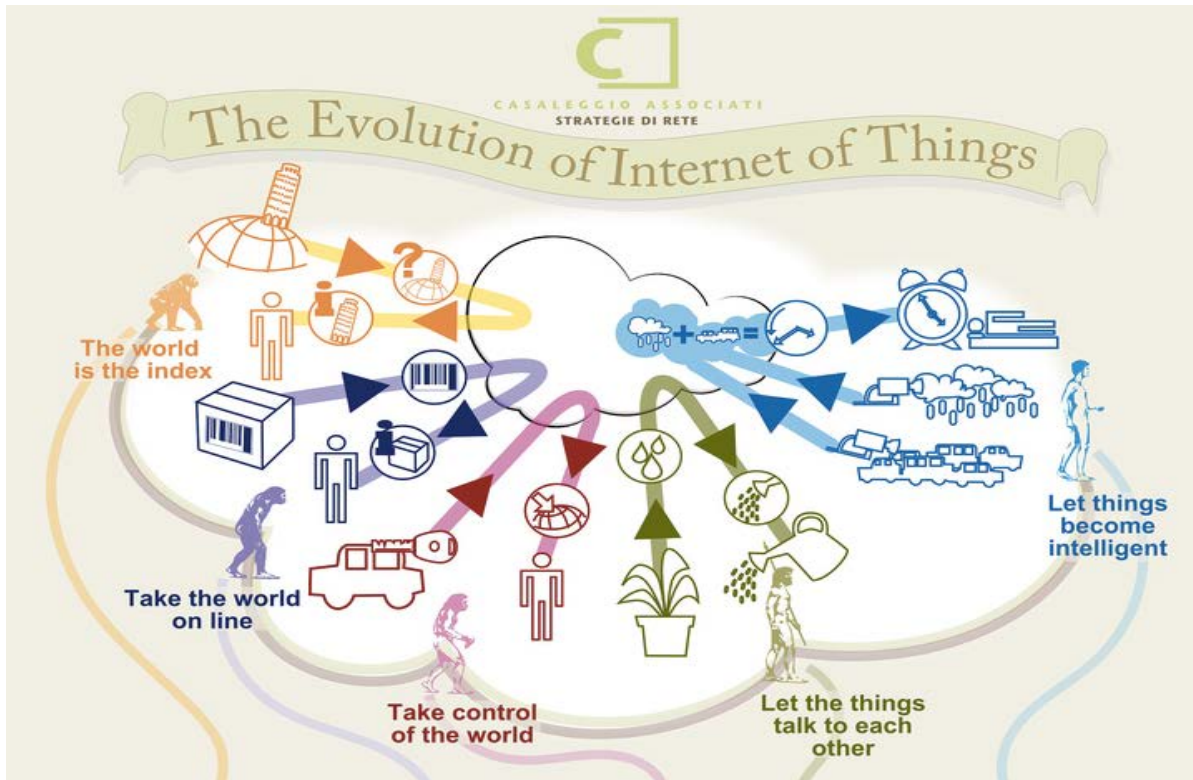 C
CASALEGGIO ASSOCIATI
STRATEGIE DI RETE
The Evolution of Internet of Things
?
i
i
+ =
The world
is the index
Take the world
on line
Take control
of the world
Let the things
talk to each
other
Let things
become
intelligent